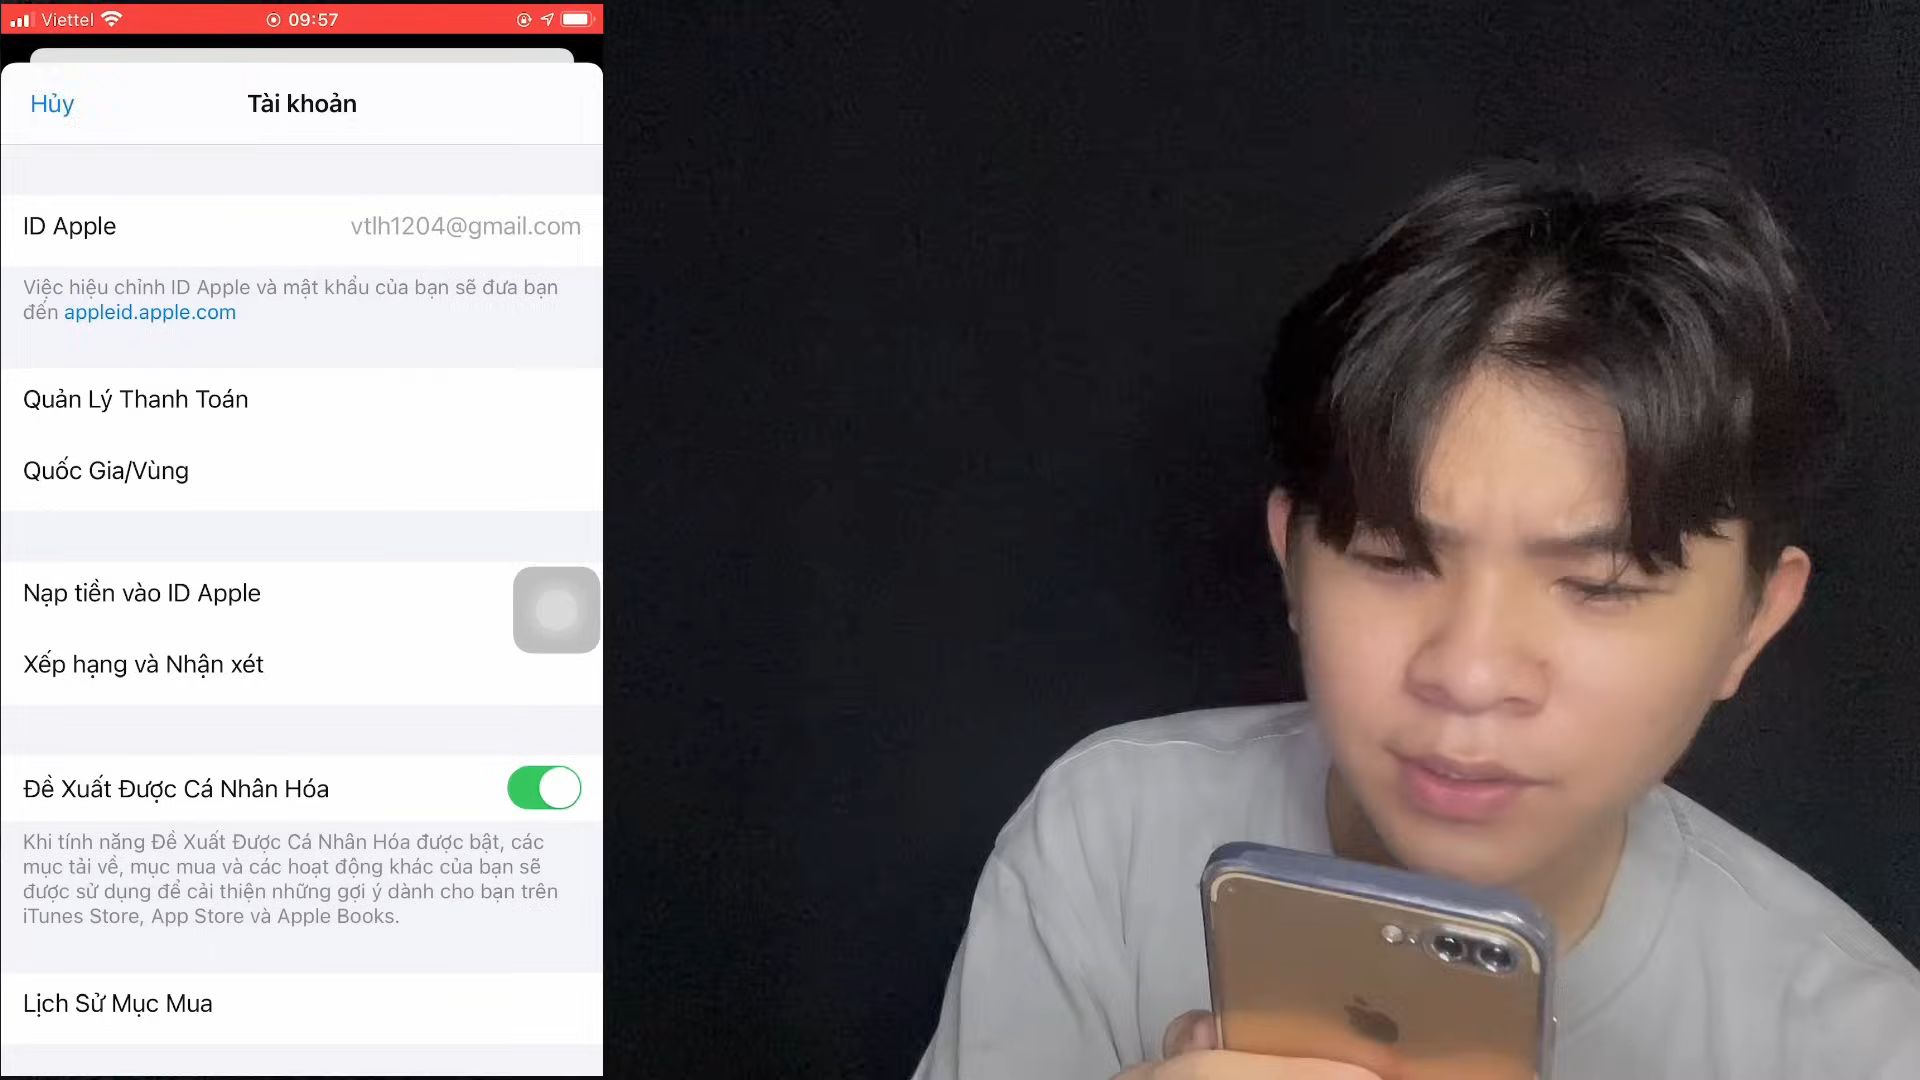 Viettel 09:57
Hủy Tài khoản
ID Apple vtlh1204@gmail.com
Việc hiệu chỉnh ID Apple và mật khẩu của bạn sẽ đưa bạn
đến appleid.apple.com
Quản Lý Thanh Toán
Quốc Gia/Vùng
Nạp tiền vào ID Apple
Xếp hạng và Nhận xét
Đề Xuất Được Cá Nhân Hóa
Khi tính năng Đề Xuất Được Cá Nhân Hóa được bật, các
mục tải về, mục mua và các hoạt động khác của bạn sẽ
được sử dụng để cải thiện những gợi ý dành cho bạn trên
iTunes Store, App Store và Apple Books.
Lịch Sử Mục Mua